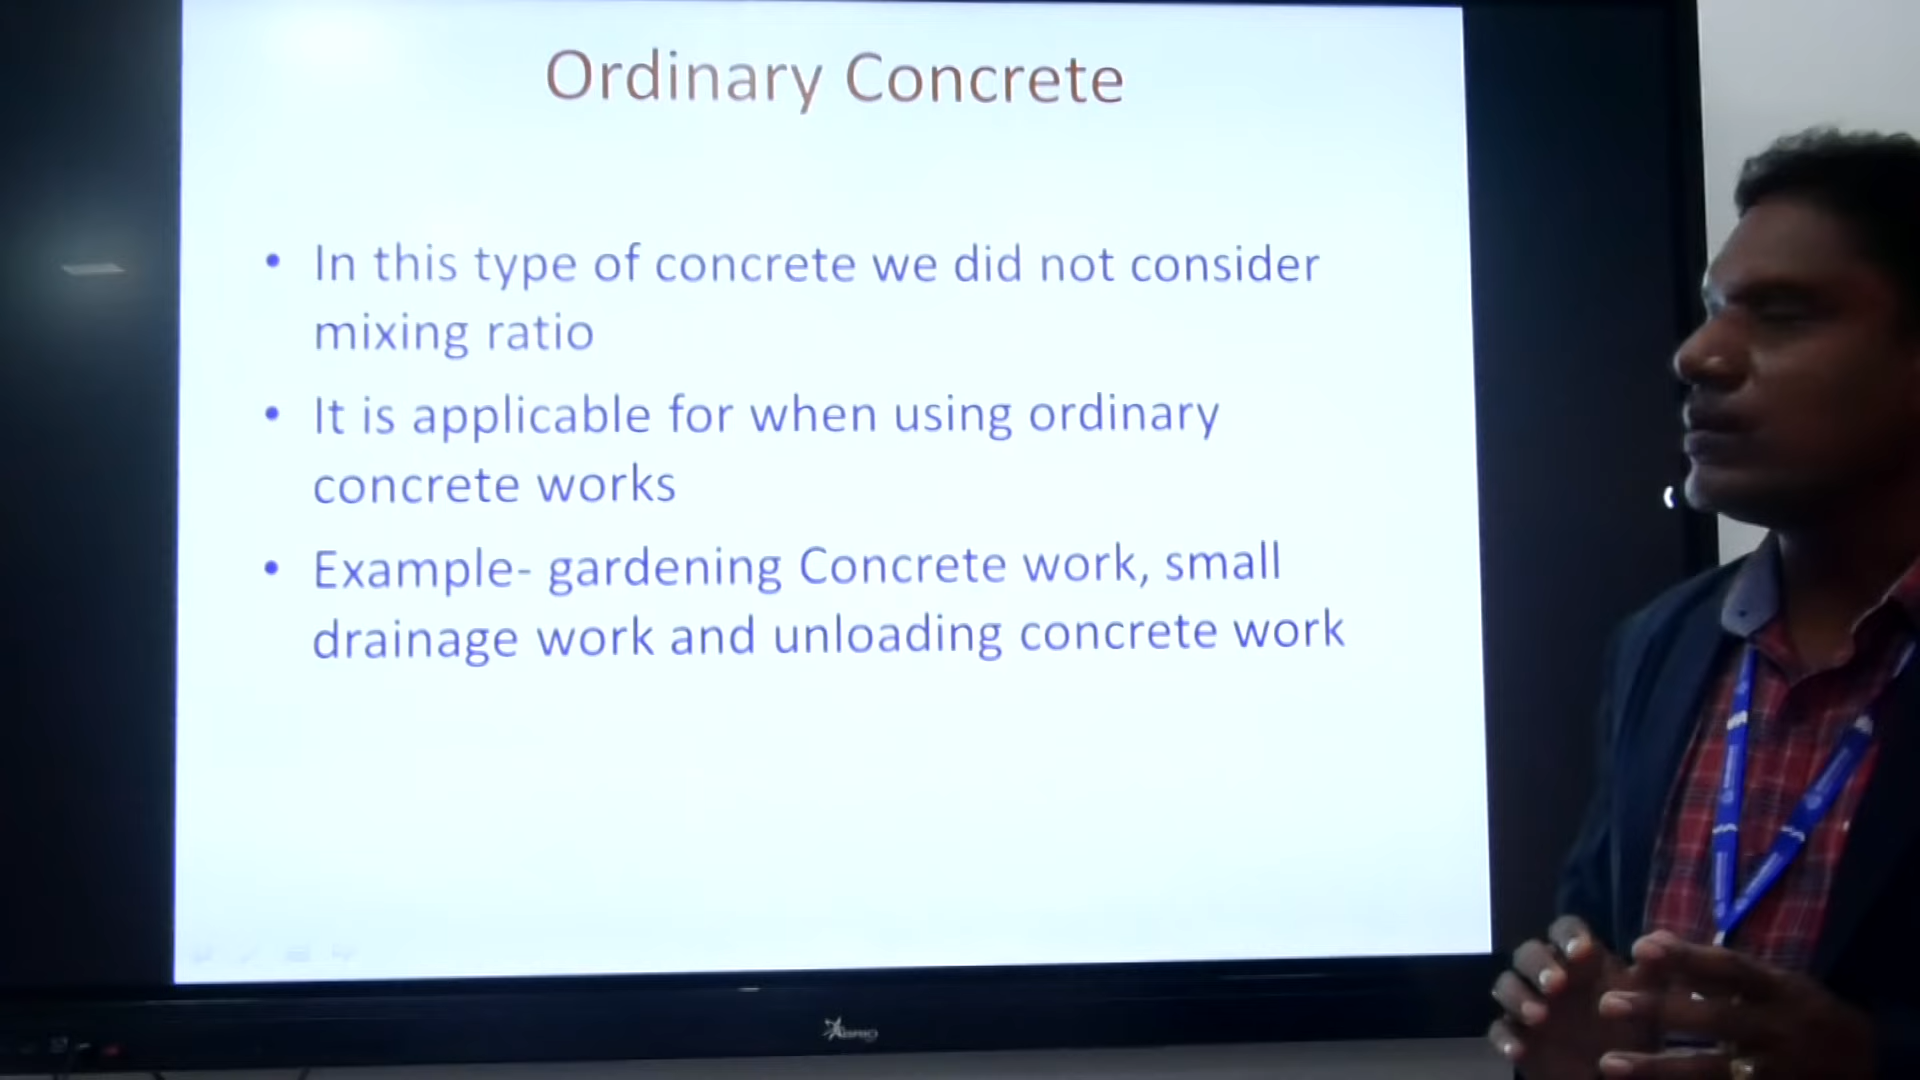 Ordinary Concrete
• In this type of concrete we did not consider
mixing ratio
• It is applicable for when using ordinary
concrete works
• Example- gardening Concrete work, small
drainage work and unloading concrete work